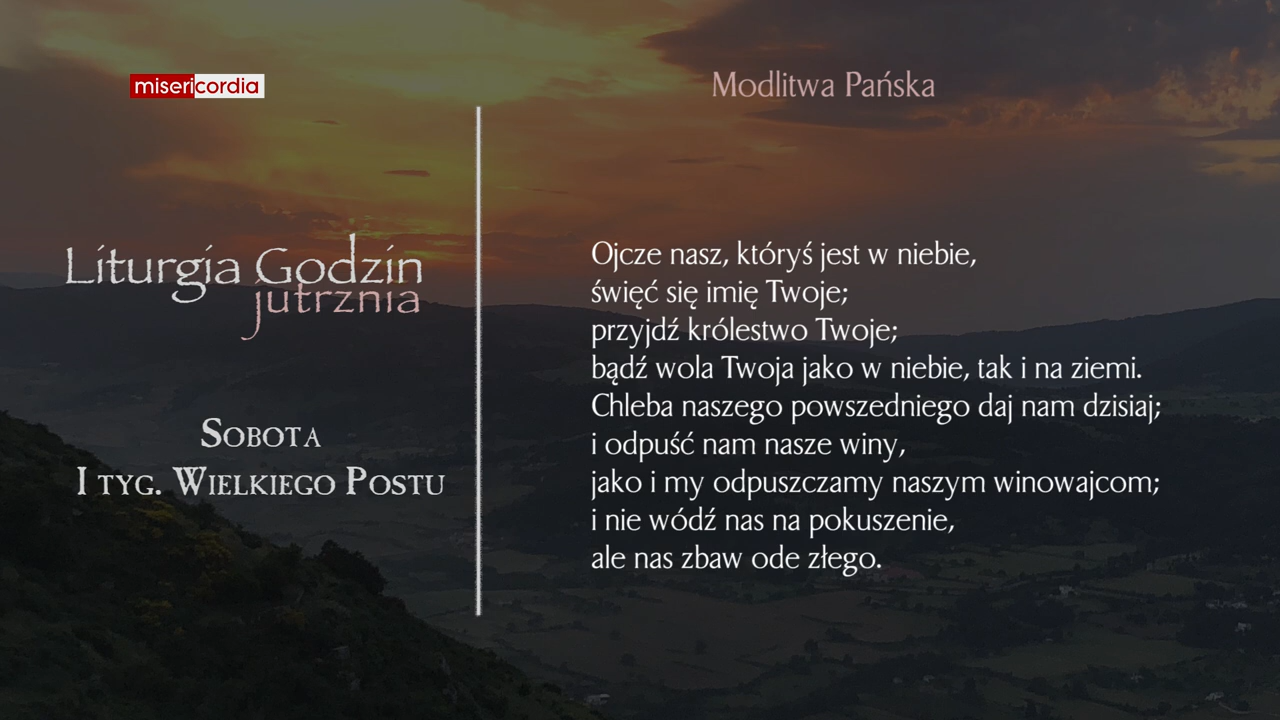 misericordia
Liturgia Godzin
jutrznia
Sobota
I tyg. Wielkiego Postu
Modlitwa Pańska
Ojcze nasz, któryś jest w niebie,
święć się imię Twoje;
przyjdź królestwo Twoje;
bądź wola Twoja jako w niebie, tak i na ziemi.
Chleba naszego powszedniego daj nam dzisiaj;
i odpuść nam nasze winy,
jako i my odpuszczamy naszym winowajcom;
i nie wódź nas na pokuszenie,
ale nas zbaw ode złego.